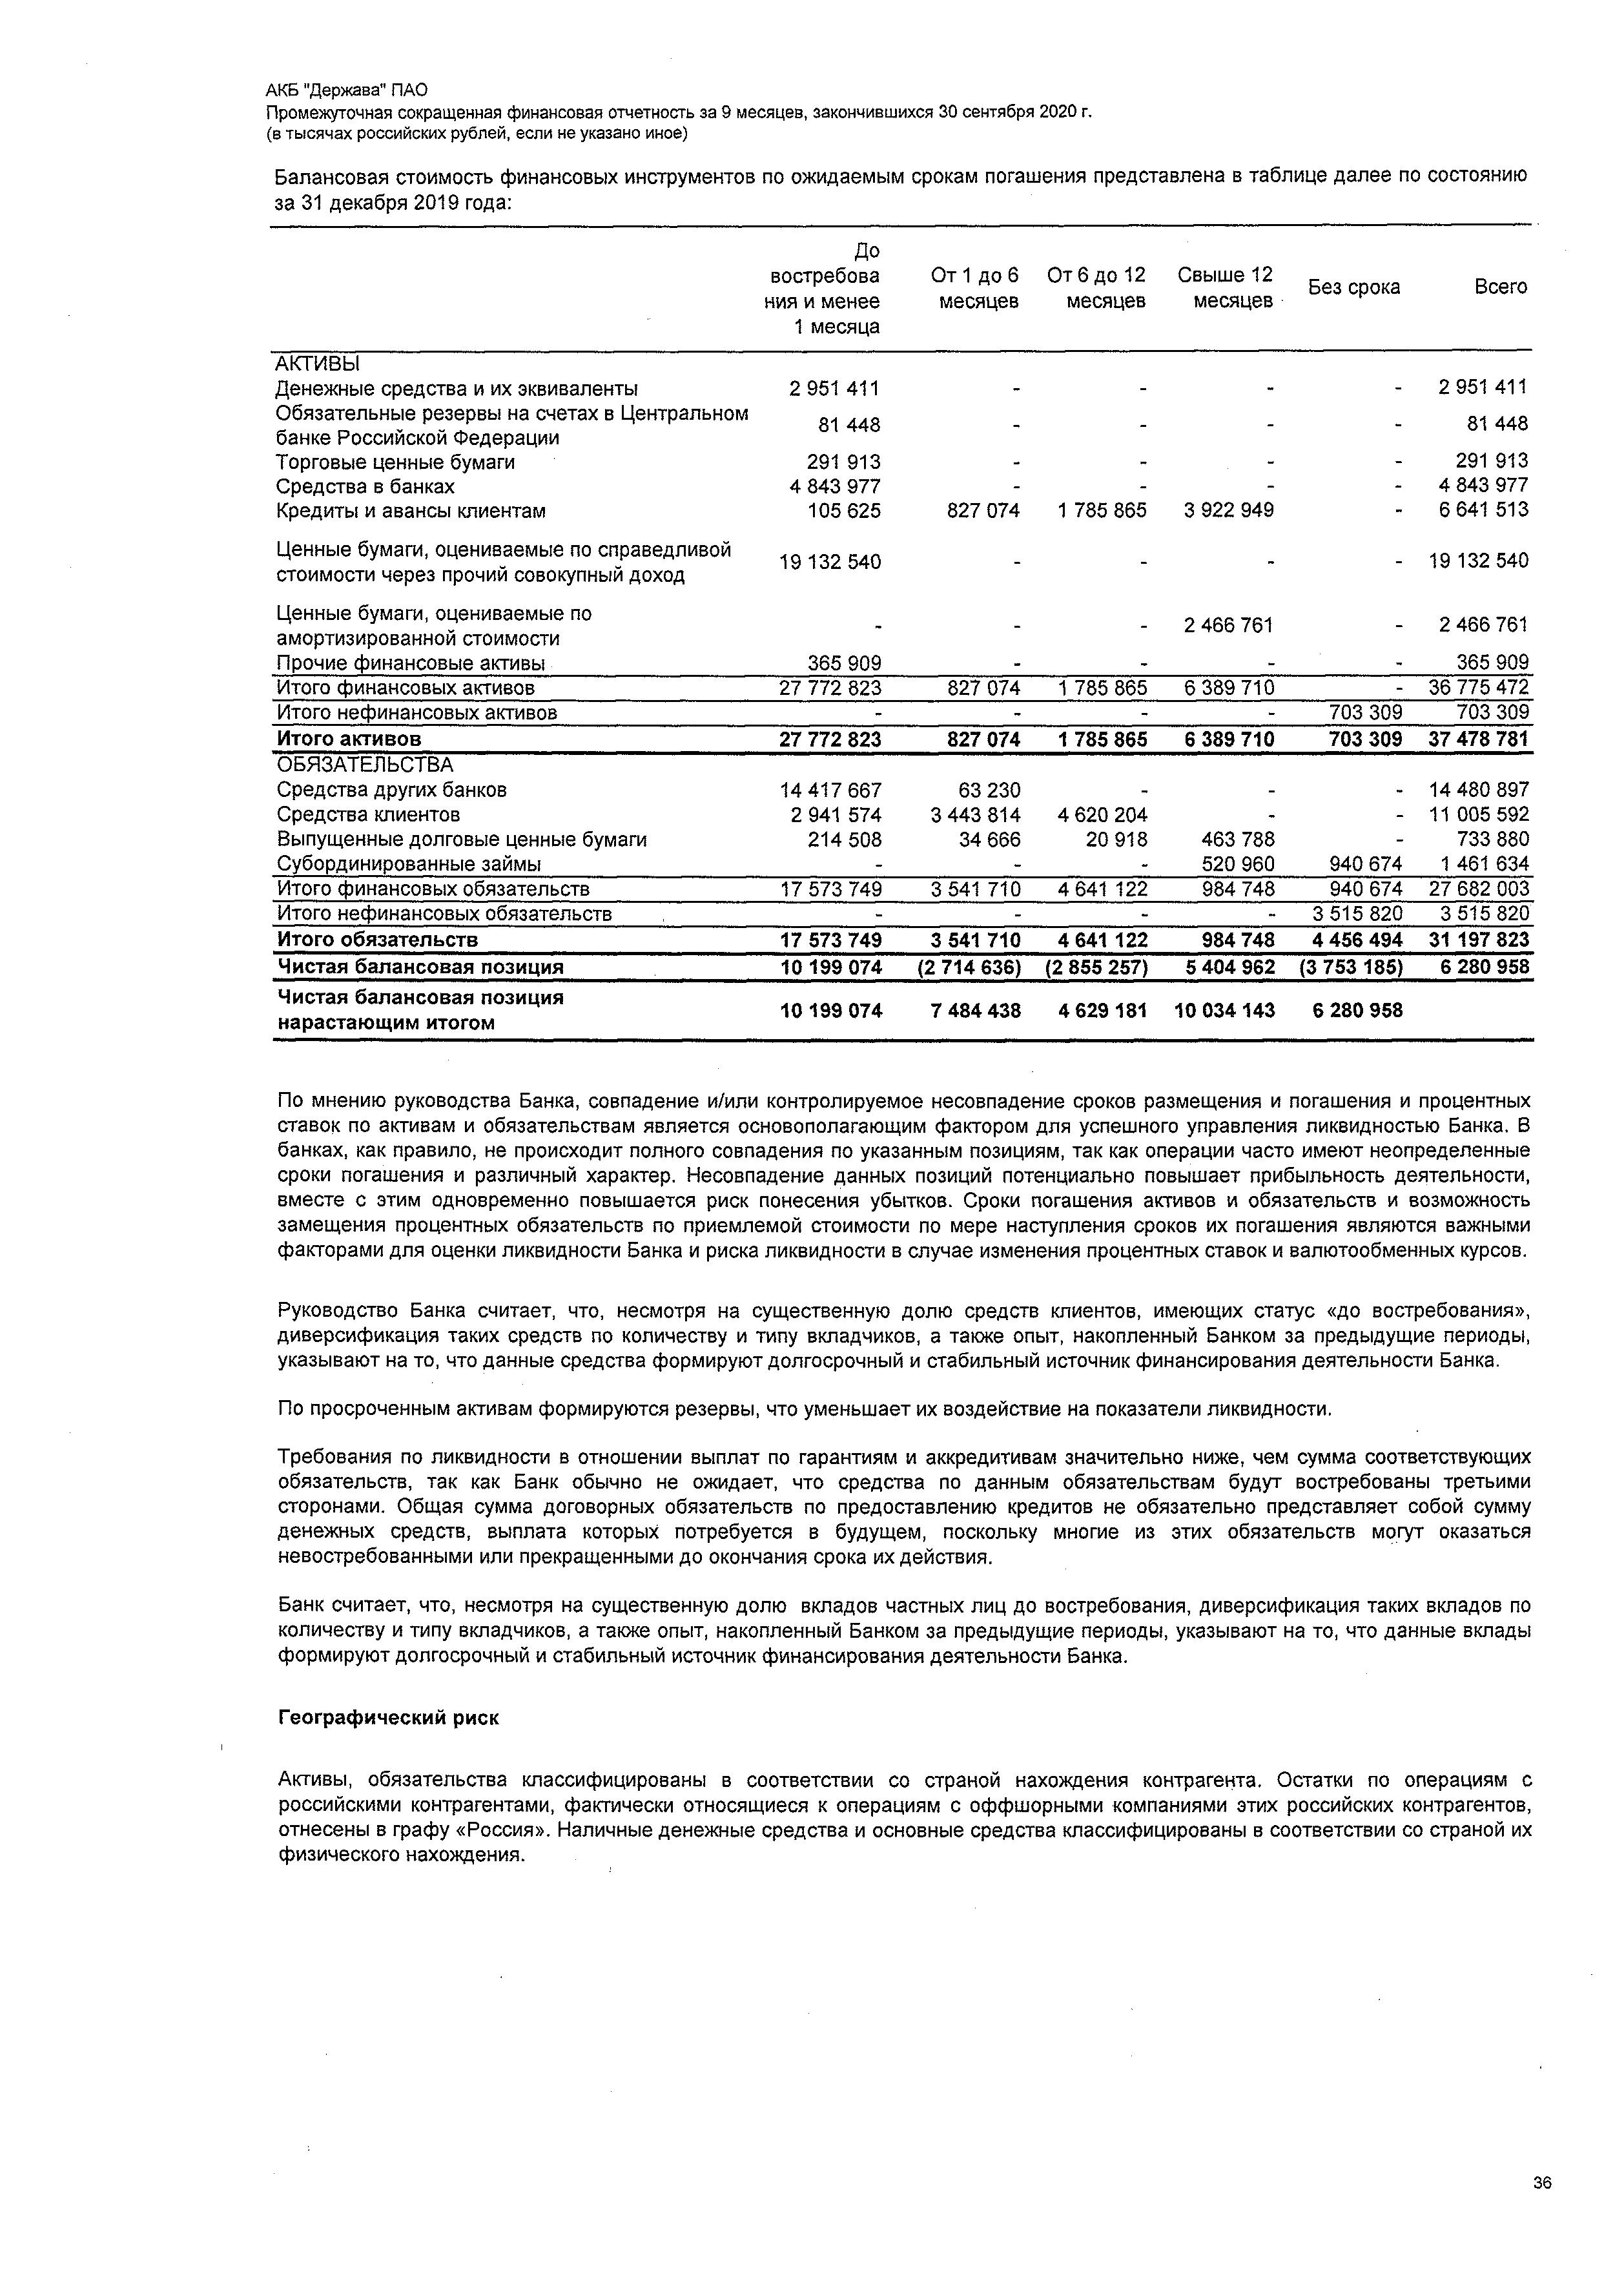 АКБ "Держава" ПАО
Промежуточная сокращенная финансовая отчетность за 9 месяцев, закончившихся 30 сентября 2020 г.
(в тысячах российских рублей, если не указано иное)
Балансовая стоимость финансовых инструментов по ожидаемым срокам погашения представлена в таблице далее по состоянию
за 31 декабря 2019 года:
До востребова ния и менее 1 месяца От 1 до 6 месяцев От 6 до 12 месяцев Свыше 12 месяцев Без срока Всего
АКТИВЫ
Денежные средства и их эквиваленты 2 951 411 - - - - 2 951 411
Обязательные резервы на счетах в Центральном
банке Российской Федерации 81 448 - - - - 81 448
Торговые ценные бумаги 291 913 - - - - 291 913
Средства в банках 4 843 977 - - - - 4 843 977
Кредиты и авансы клиентам 105 625 827 074 1 785 865 3 922 949 - 6 641 513
Ценные бумаги, оцениваемые по справедливой
стоимости через прочий совокупный доход 19 132 540 - - - - 19 132 540
Ценные бумаги, оцениваемые по
амортизированной стоимости - - - 2 466 761 - 2 466 761
Прочие финансовые активы 365 909 - - - - 365 909
Итого финансовых активов 27 772 823 827 074 1 785 865 6 389 710 - 36 775 472
Итого нефинансовых активов - - - - 703 309 703 309
Итого активов 27 772 823 827 074 1 785 865 6 389 710 703 309 37 478 781
ОБЯЗАТЕЛЬСТВА
Средства других банков 14 417 667 63 230 - - - 14 480 897
Средства клиентов 2 941 574 3 443 814 4 620 204 - - 11 005 592
Выпущенные долговые ценные бумаги 214 508 34 666 20 918 463 788 - 733 880
Субординированные займы - - - 520 960 940 674 1 461 634
Итого финансовых обязательств 17 573 749 3 541 710 4 641 122 984 748 940 674 27 682 003
Итого нефинансовых обязательств - - - - 3 515 820 3 515 820
Итого обязательств 17 573 749 3 541 710 4 641 122 984 748 4 456 494 31 197 823
Чистая балансовая позиция 10 199 074 (2 714 636) (2 855 257) 5 404 962 (3 753 185) 6 280 958
Чистая балансовая позиция
нарастающим итогом 10 199 074 7 484 438 4 629 181 10 034 143 6 280 958
По мнению руководства Банка, совпадение и/или контролируемое несовпадение сроков размещения и погашения и процентных
ставок по активам и обязательствам является основополагающим фактором для успешного управления ликвидностью Банка. В
банках, как правило, не происходит полного совпадения по указанным позициям, так как операции часто имеют неопределенные
сроки погашения и различный характер. Несовпадение данных позиций потенциально повышает прибыльность деятельности,
вместе с этим одновременно повышается риск понесения убытков. Сроки погашения активов и обязательств и возможность
замещения процентных обязательств по приемлемой стоимости по мере наступления сроков их погашения являются важными
факторами для оценки ликвидности Банка и риска ликвидности в случае изменения процентных ставок и валютообменных курсов.
Руководство Банка считает, что, несмотря на существенную долю средств клиентов, имеющих статус «до востребования»,
диверсификация таких средств по количеству и типу вкладчиков, а также опыт, накопленный Банком за предыдущие периоды,
указывают на то, что данные средства формируют долгосрочный и стабильный источник финансирования деятельности Банка.
По просроченным активам формируются резервы, что уменьшает их воздействие на показатели ликвидности.
Требования по ликвидности в отношении выплат по гарантиям и аккредитивам значительно ниже, чем сумма соответствующих
обязательств, так как Банк обычно не ожидает, что средства по данным обязательствам будут востребованы третьими
сторонами. Общая сумма договорных обязательств по предоставлению кредитов не обязательно представляет собой сумму
денежных средств, выплата которых потребуется в будущем, поскольку многие из этих обязательств могут оказаться
невостребованными или прекращенными до окончания срока их действия.
Банк считает, что, несмотря на существенную долю вкладов частных лиц до востребования, диверсификация таких вкладов по
количеству и типу вкладчиков, а также опыт, накопленный Банком за предыдущие периоды, указывают на то, что данные вклады
формируют долгосрочный и стабильный источник финансирования деятельности Банка.
Географический риск
Активы, обязательства классифицированы в соответствии со страной нахождения контрагента. Остатки по операциям с
российскими контрагентами, фактически относящиеся к операциям с оффшорными компаниями этих российских контрагентов,
отнесены в графу «Россия». Наличные денежные средства и основные средства классифицированы в соответствии со страной их
физического нахождения.
36